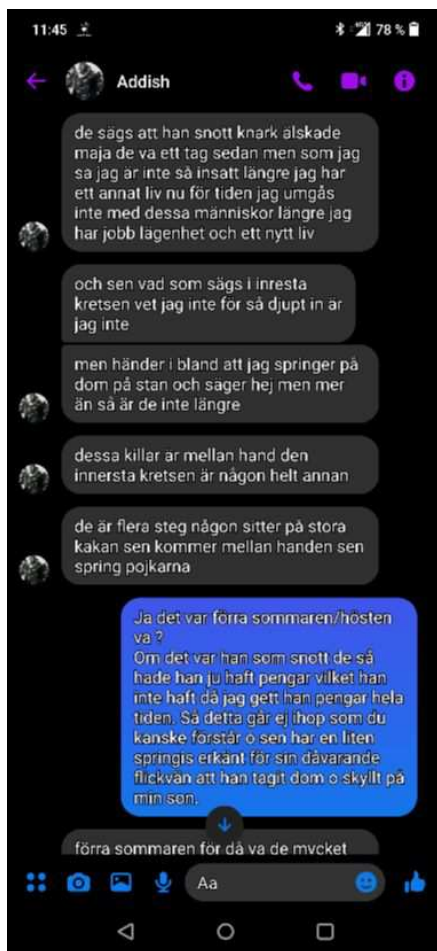 11:45
78 %
Addish
de sägs att han snott knark älskade
maja de va ett tag sedan men som jag
sa jag är inte så insatt längre jag har
ett annat liv nu för tiden jag umgås
inte med dessa människor längre jag
har jobb lägenhet och ett nytt liv
och sen vad som sägs i inresta
kretsen vet jag inte för så djupt in är
jag inte
men händer i bland att jag springer på
dom på stan och säger hej men mer
än så är de inte längre
dessa killar är mellan hand den
innersta kretsen är någon helt annan
de är flera steg någon sitter på stora
kakan sen kommer mellan handen sen
spring pojkarna
Ja det var förra sommaren/hösten
va ?
Om det var han som snott de så
hade han ju haft pengar vilket han
inte haft då jag gett han pengar hela
tiden. Så detta går ej ihop som du
kanske förstår o sen har en liten
springis erkänt för sin dåvarande
flickvän att han tagit dom o skyllt på
min son.
förra sommaren för då va de mycket
Aa